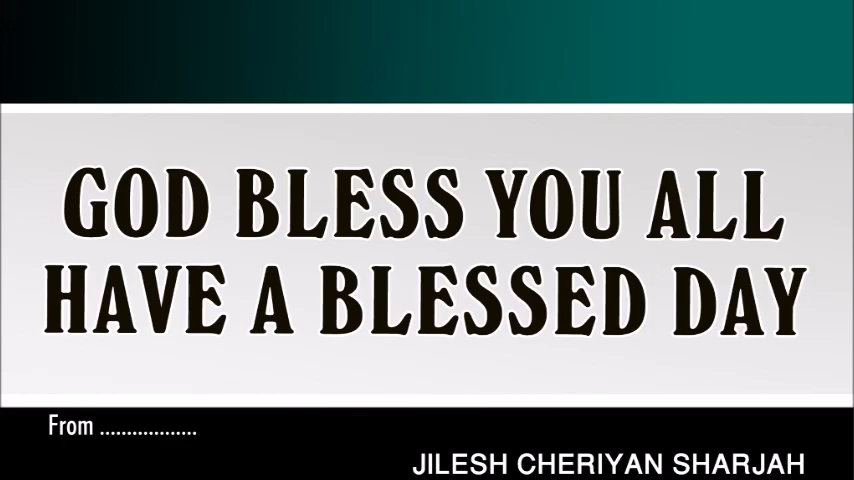 GOD BLESS YOU ALL
HAVE A BLESSED DAY
From ..................
JILESH CHERIYAN SHARJAH